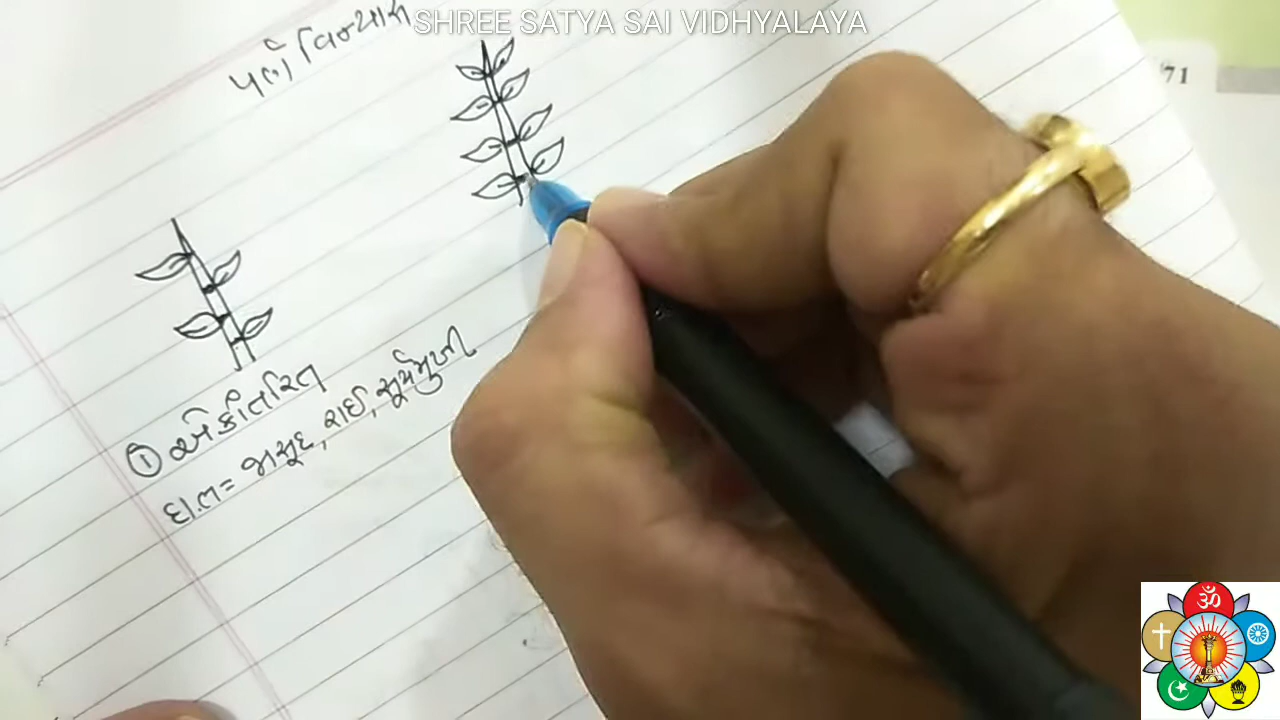 SHREE SATYA SAI VIDHYALAYA
પર્ણ વિન્યાસ
71
① એકાંતરિત
દા.ત = જાસૂદ, રાઈ, સૂર્યમુખી
ॐ